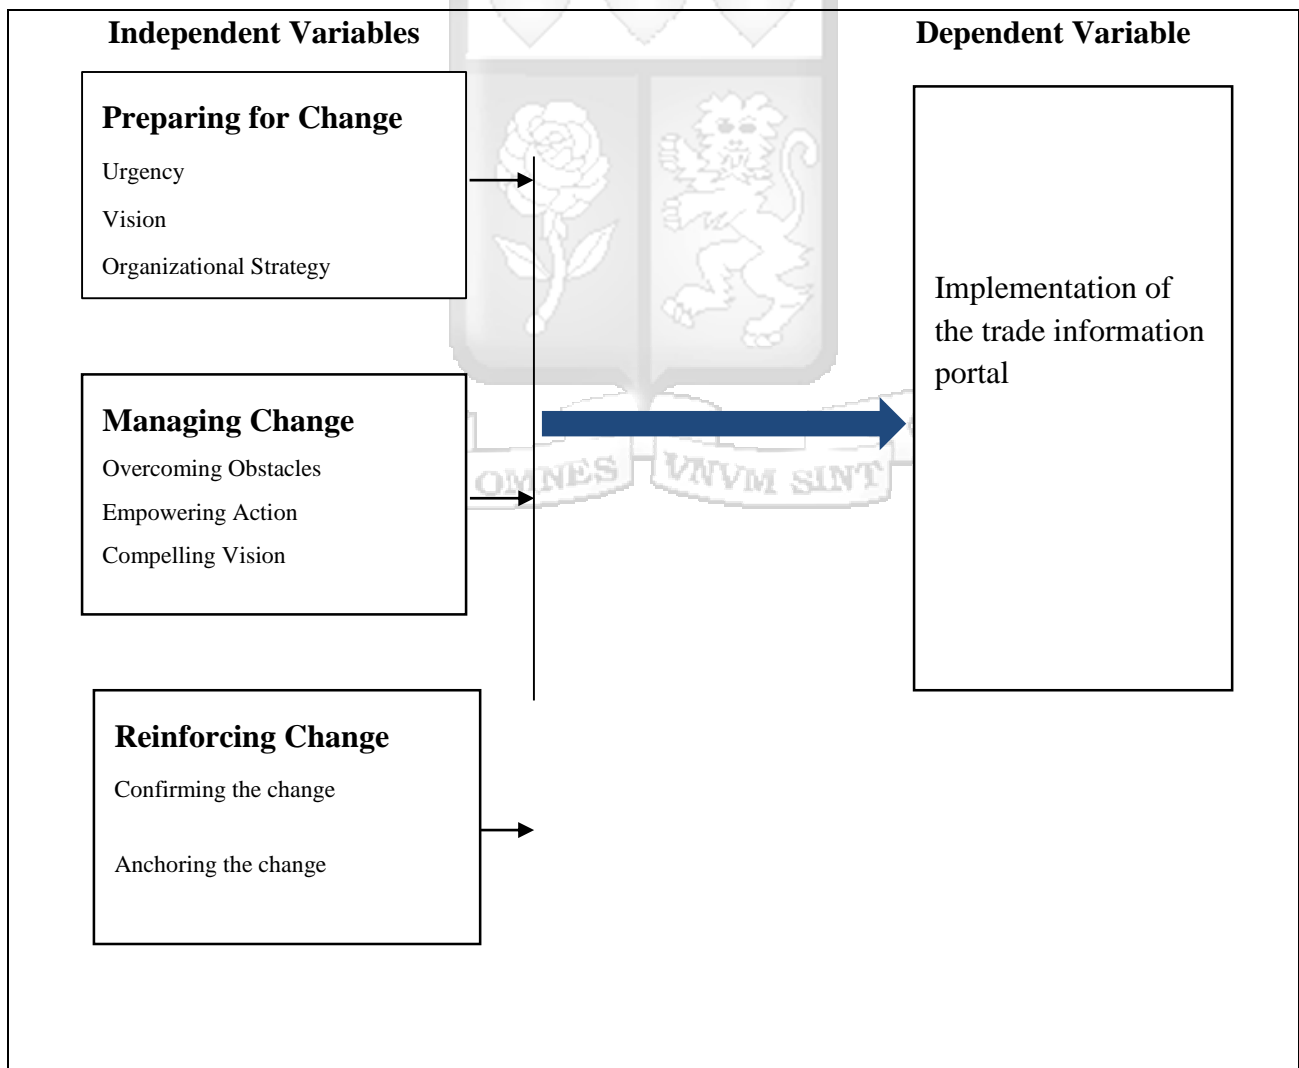 Independent Variables
Dependent Variable
Preparing for Change
Urgency
Vision
Organizational Strategy
Managing Change
Overcoming Obstacles
Empowering Action
Compelling Vision
Reinforcing Change
Confirming the change
Anchoring the change
Implementation of
the trade information
portal
OMNES VNVM SINT